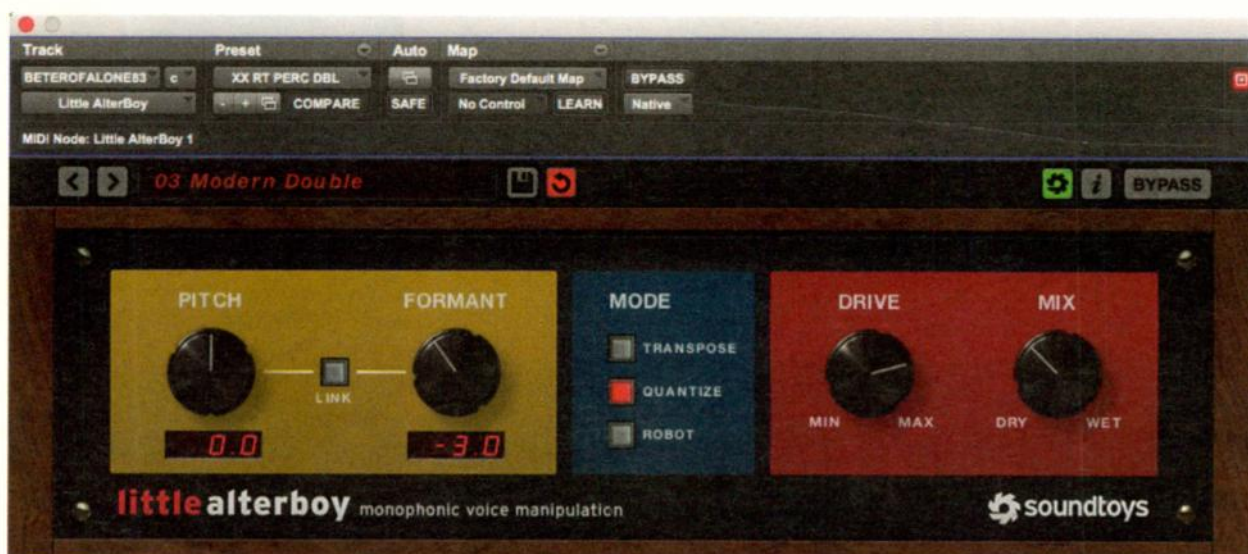 Track Preset Auto Map
BETEROFALONE83 c XX RT PERC DBL Factory Default Map BYPASS
Little AlterBoy - + COMPARE SAFE No Control LEARN Native
MIDI Node: Little AlterBoy 1
< > 03 Modern Double i BYPASS
PITCH FORMANT MODE DRIVE MIX
TRANSPOSE
LINK QUANTIZE
MIN MAX DRY WET
0.0 -3.0 ROBOT
little alterboy monophonic voice manipulation soundtoys